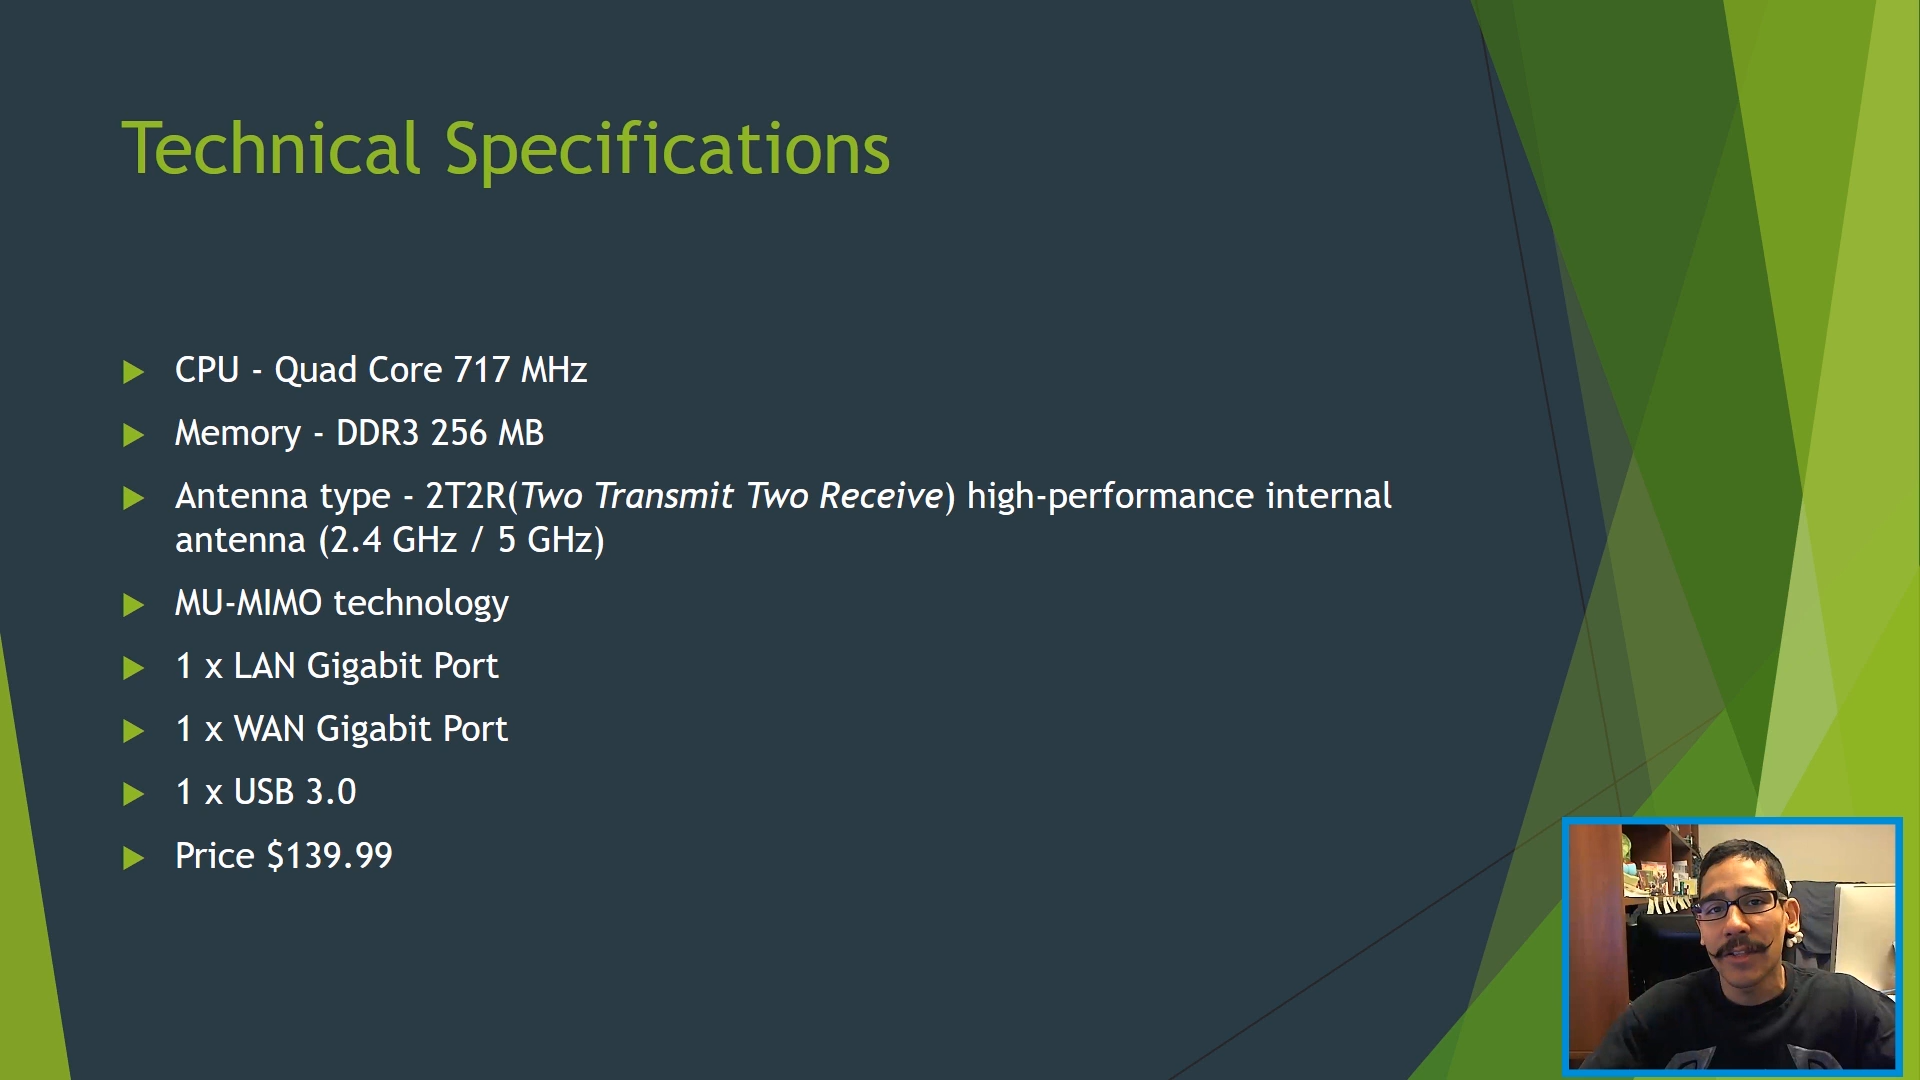 Technical Specifications
CPU - Quad Core 717 MHz
Memory - DDR3 256 MB
Antenna type - 2T2R(Two Transmit Two Receive) high-performance internal
antenna (2.4 GHz / 5 GHz)
MU-MIMO technology
1 x LAN Gigabit Port
1 x WAN Gigabit Port
1 x USB 3.0
Price $139.99